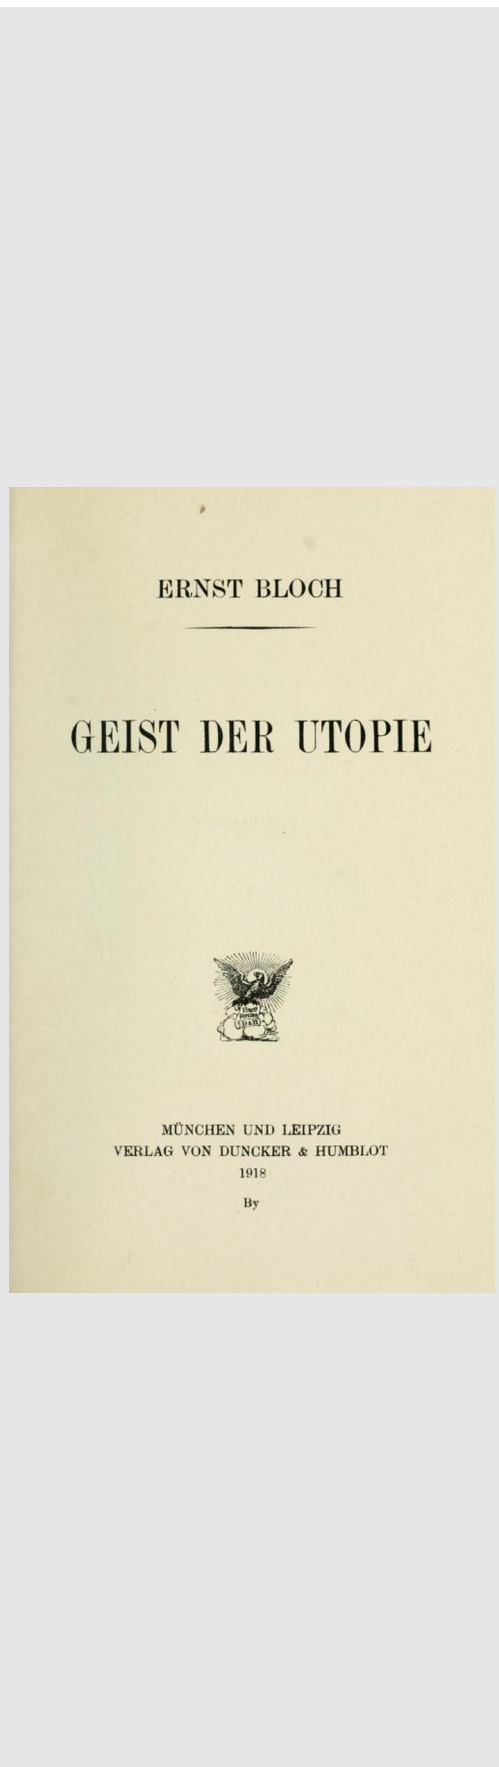 ERNST BLOCH
GEIST DER UTOPIE
MÜNCHEN UND LEIPZIG
VERLAG VON DUNCKER & HUMBLOT
1918
By